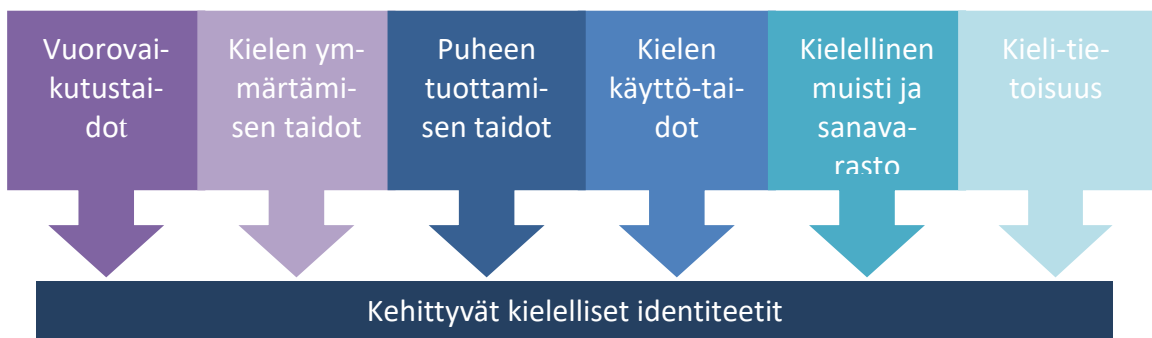 Vuorovai-
kutustai-
dot
Kielen ym-
märtämi-
sen taidot
Puheen
tuottami-
sen taidot
Kielen
käyttö-tai-
dot
Kielellinen
muisti ja
sanava-
rasto
Kieli-tie-
toisuus
Kehittyvät kielelliset identiteetit